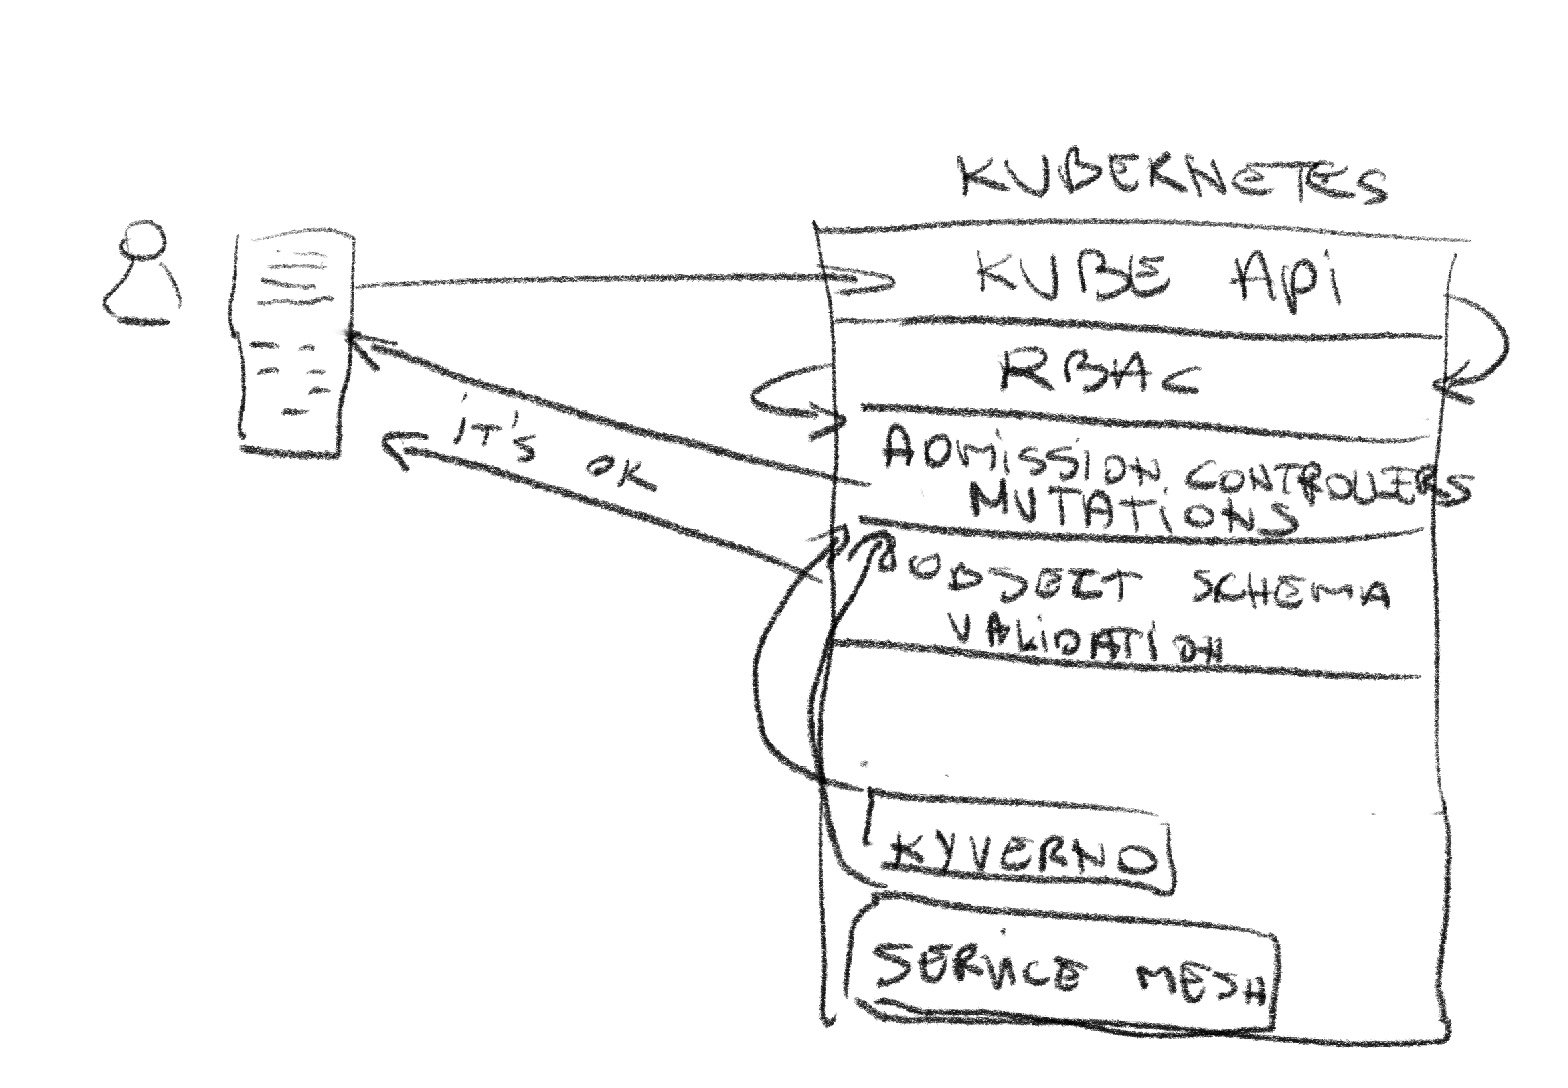 KUBERNETES
KUBE Api
RBAC
ADMISSION CONTROLLERS
MUTATIONS
iT'S OK
OBJECT SCHEMA
VALIDATION
KYVERNO
SERVICE MESH